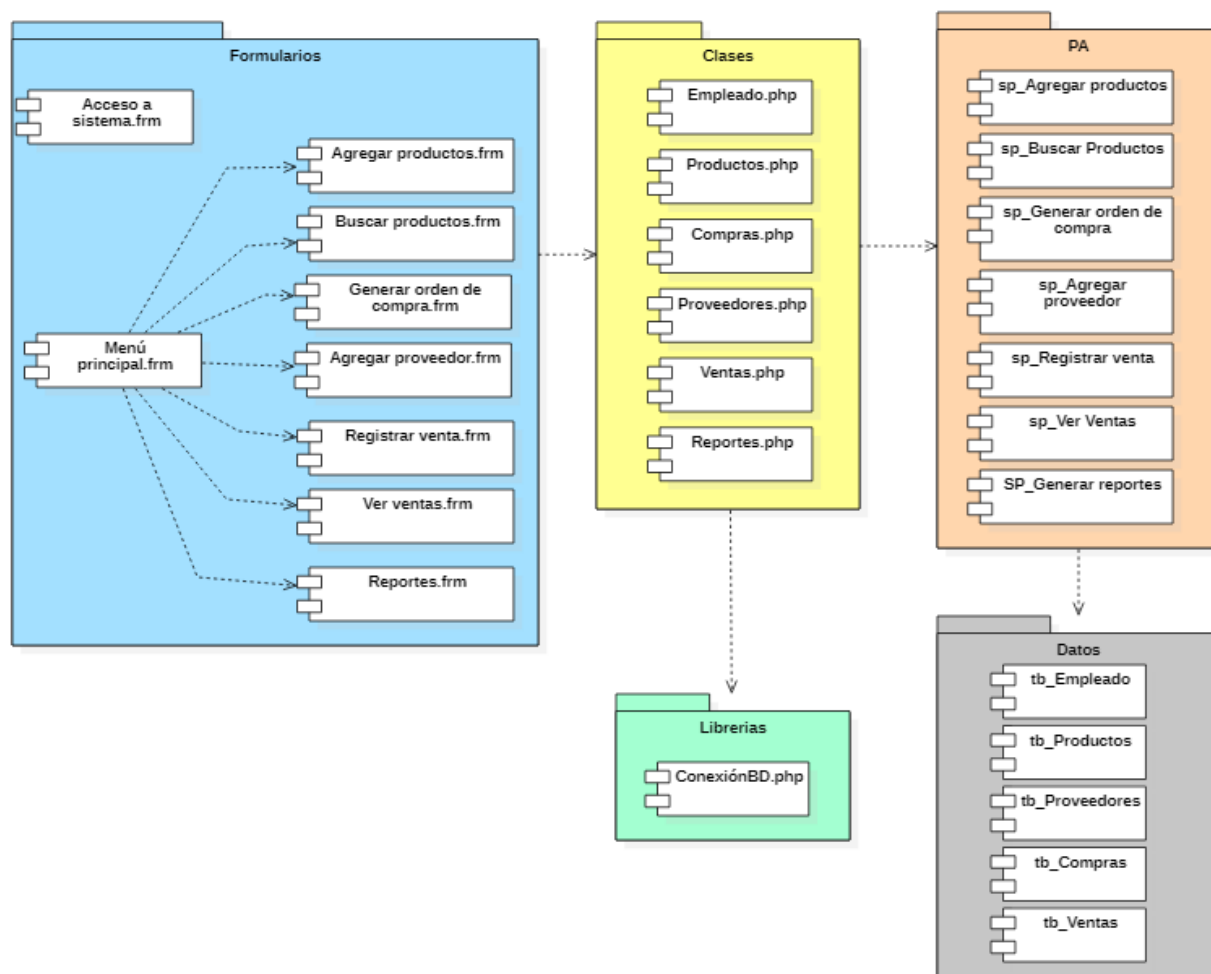 Formularios
Acceso a
sistema.frm
Agregar productos.frm
Buscar productos.frm
Generar orden de
compra.frm
Menú
principal.frm
Agregar proveedor.frm
Registrar venta.frm
Ver ventas.frm
Reportes.frm
Clases
Empleado.php
Productos.php
Compras.php
Proveedores.php
Ventas.php
Reportes.php
PA
sp_Agregar productos
sp_Buscar Productos
sp_Generar orden de
compra
sp_Agregar
proveedor
sp_Registrar venta
sp_Ver Ventas
SP_Generar reportes
Librerias
ConexiónBD.php
Datos
tb_Empleado
tb_Productos
tb_Proveedores
tb_Compras
tb_Ventas